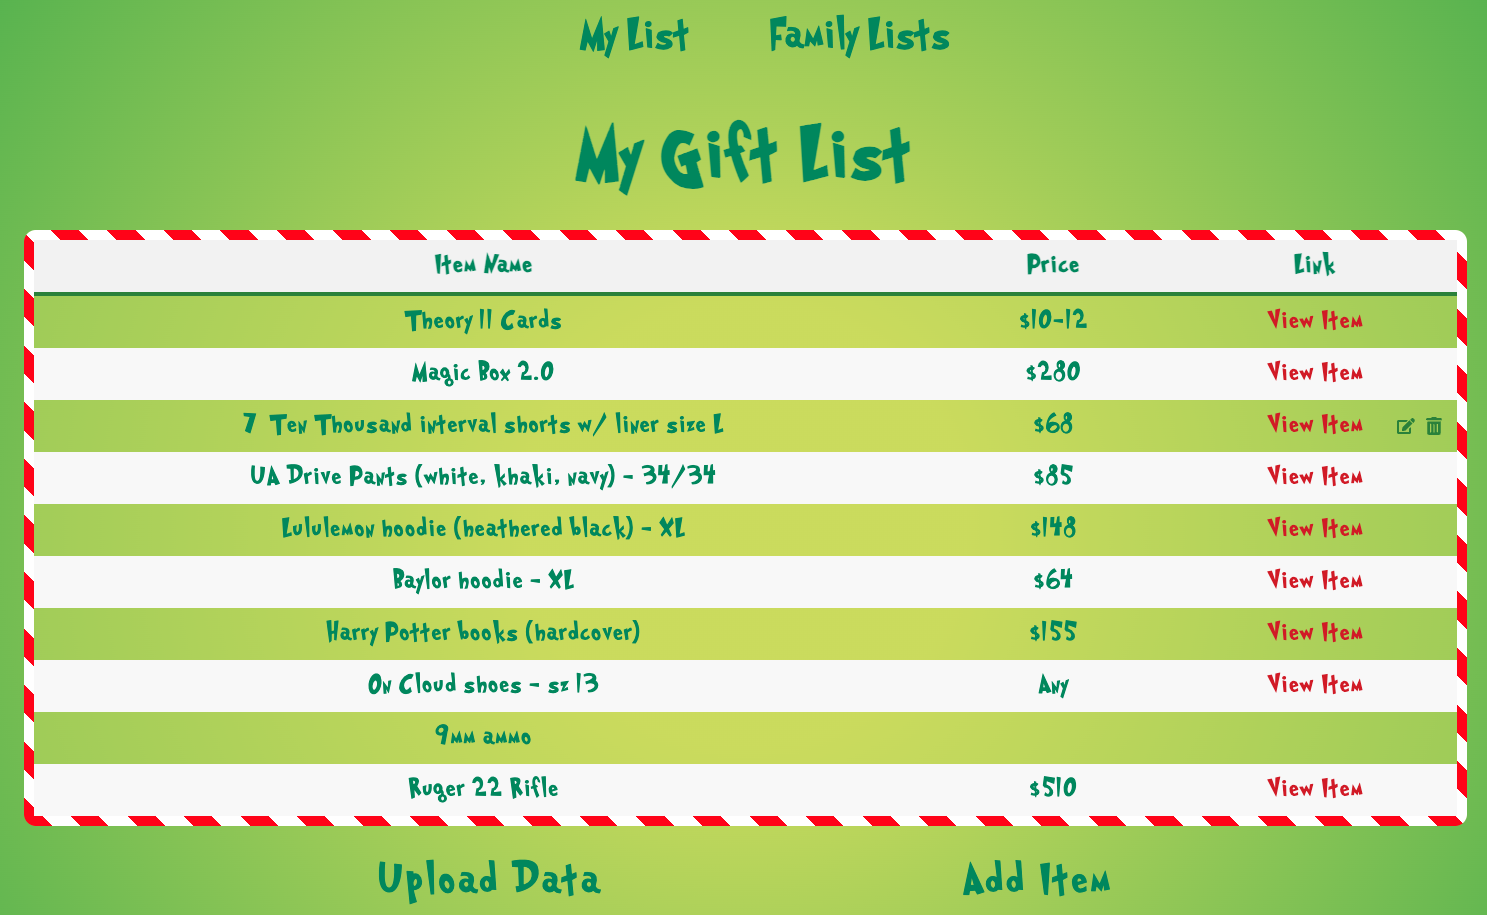 My List Family Lists
My Gift List
Item Name Price Link
Theory 11 Cards $10-12 View Item
Magic Box 2.0 $280 View Item
7 Ten Thousand interval shorts w/ liner size L $68 View Item
UA Drive Pants (white, khaki, navy) - 34/34 $85 View Item
Lululemon hoodie (heathered black) - XL $148 View Item
Baylor hoodie - XL $64 View Item
Harry Potter books (hardcover) $155 View Item
On Cloud shoes - sz 13 Any View Item
9mm ammo
Ruger 22 Rifle $510 View Item
Upload Data Add Item